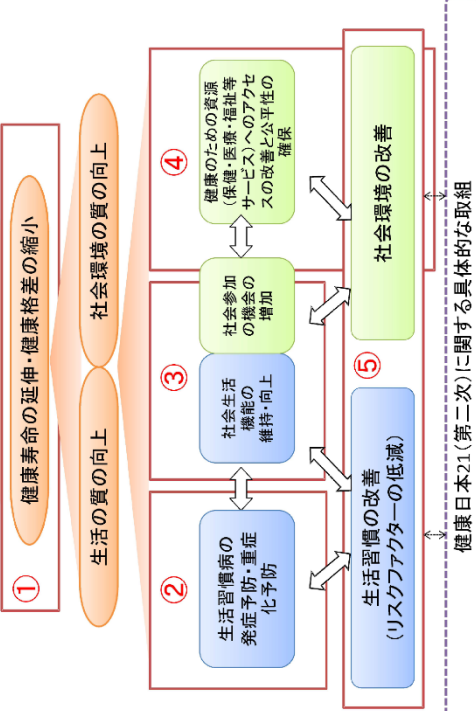 ①
健康寿命の延伸・健康格差の縮小
生活の質の向上
社会環境の質の向上
②
生活習慣病の
発症予防・重症
化予防
③
社会生活
機能の
維持・向上
社会参加
の機会の
増加
④
健康のための資源
(保健・医療・福祉等
サービス)へのアクセ
スの改善と公平性の
確保
生活習慣の改善
(リスクファクターの低減)
⑤
社会環境の改善
健康日本21(第二次)に関する具体的な取組